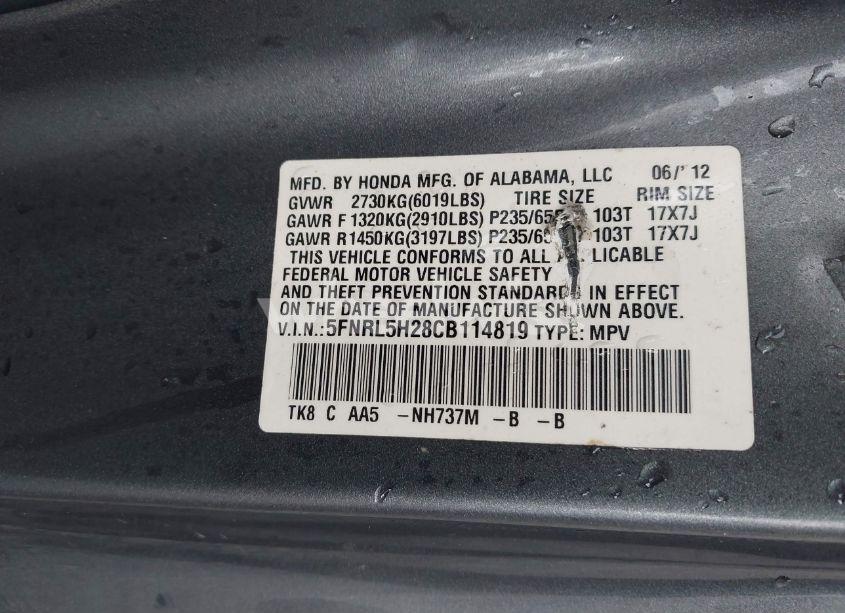 MFD. BY HONDA MFG. OF ALABAMA, LLC 06/'12
GVWR 2730KG(6019LBS) TIRE SIZE RIM SIZE
GAWR F 1320KG(2910LBS) P235/65 103T 17X7J
GAWR R 1450KG(3197LBS) P235/65 103T 17X7J
THIS VEHICLE CONFORMS TO ALL APPLICABLE
FEDERAL MOTOR VEHICLE SAFETY
AND THEFT PREVENTION STANDARDS IN EFFECT
ON THE DATE OF MANUFACTURE SHOWN ABOVE.
V.I.N.: 5FNRL5H28CB114819 TYPE: MPV
TK8 C AA5 -NH737M -B -B